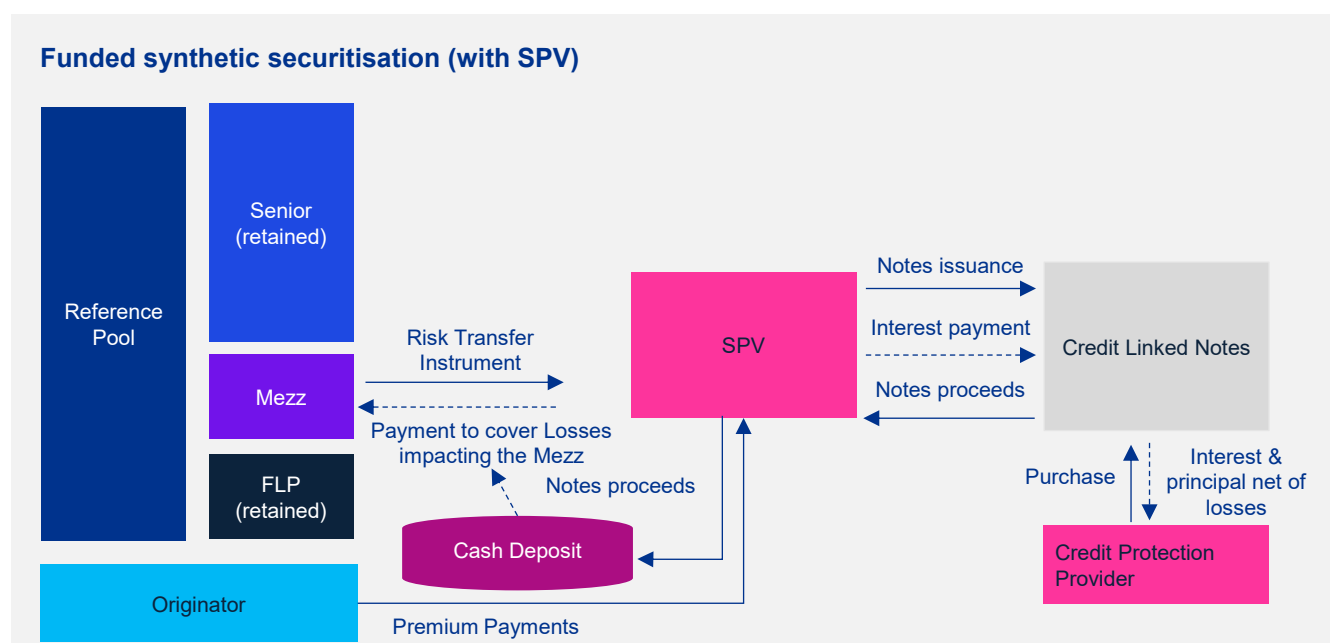 Funded synthetic securitisation (with SPV)
Senior
(retained)
Reference
Pool
Mezz
FLP
(retained)
Originator
Risk Transfer
Instrument
Payment to cover Losses
impacting the Mezz
Notes proceeds
Cash Deposit
Premium Payments
SPV
Notes issuance
Interest payment
Notes proceeds
Credit Linked Notes
Purchase
Interest &
principal net of
losses
Credit Protection
Provider